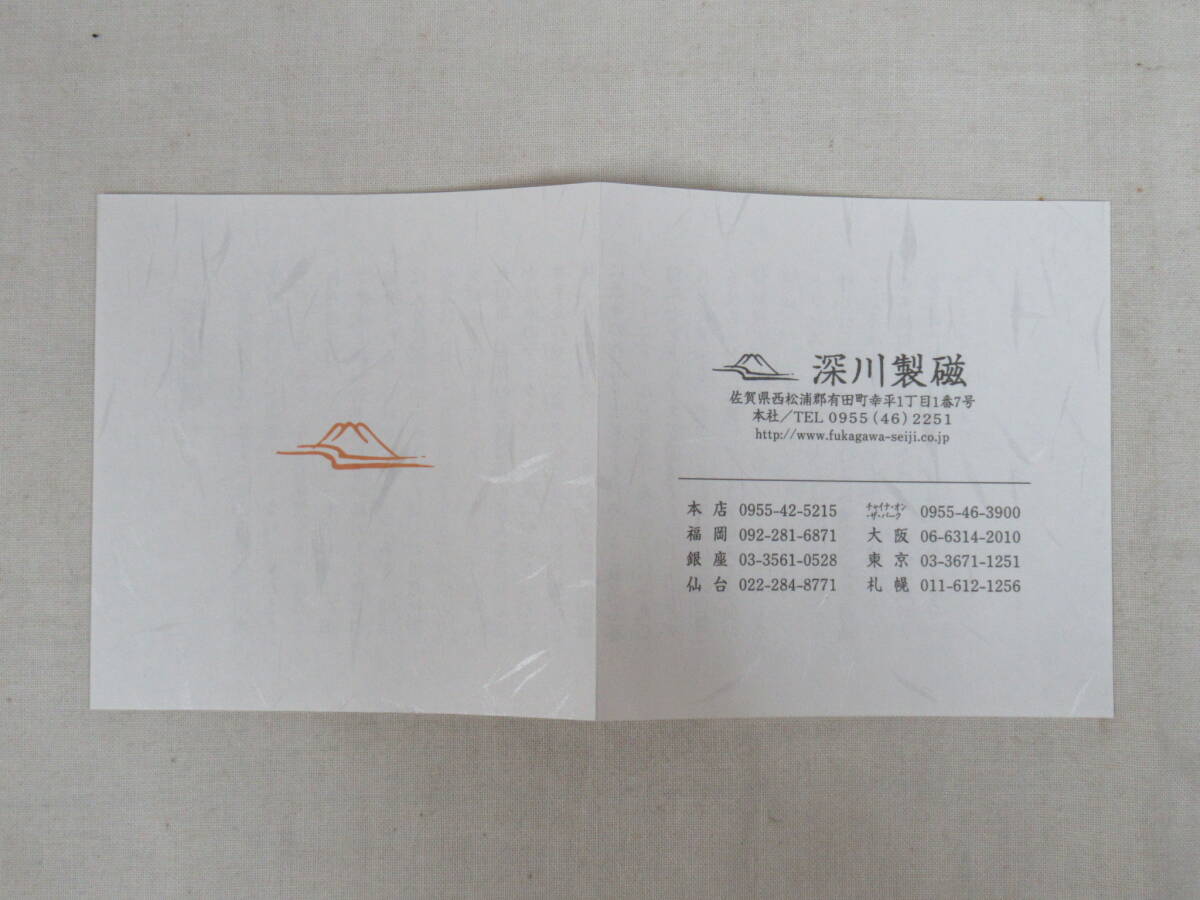 深川製磁
佐賀県西松浦郡有田町幸平1丁目1番7号
本社／TEL 0955 (46) 2251
http://www.fukagawa-seiji.co.jp
本店 0955-42-5215 チャイナ・オン・ザ・パーク 0955-46-3900
福岡 092-281-6871 大阪 06-6314-2010
銀座 03-3561-0528 東京 03-3671-1251
仙台 022-284-8771 札幌 011-612-1256